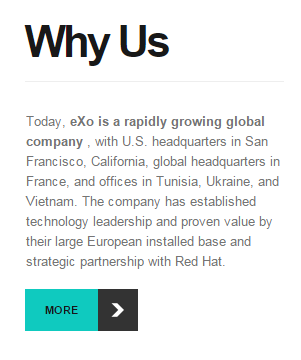 Why Us
Today, eXo is a rapidly growing global
company , with U.S. headquarters in San
Francisco, California, global headquarters in
France, and offices in Tunisia, Ukraine, and
Vietnam. The company has established
technology leadership and proven value by
their large European installed base and
strategic partnership with Red Hat.
MORE